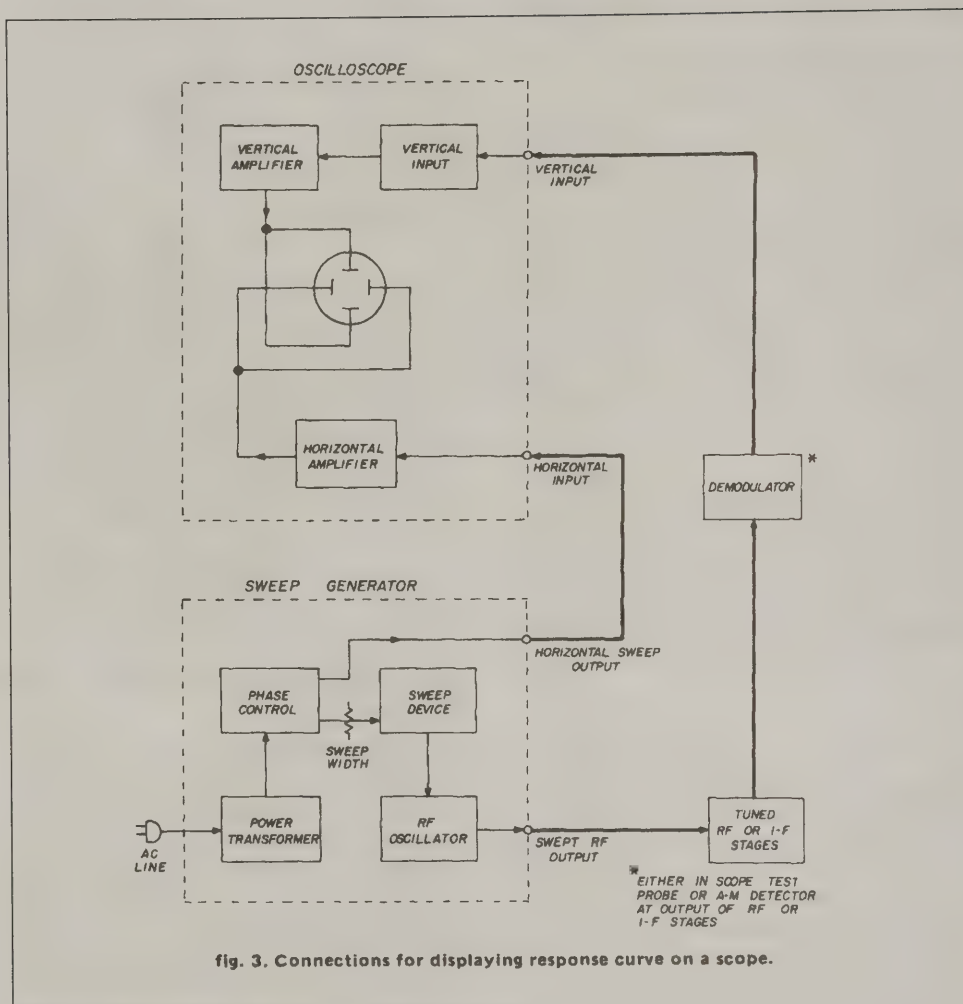 OSCILLOSCOPE
VERTICAL
AMPLIFIER
VERTICAL
INPUT
VERTICAL
INPUT
HORIZONTAL
AMPLIFIER
HORIZONTAL
INPUT
*
DEMODULATOR
SWEEP GENERATOR
HORIZONTAL SWEEP
OUTPUT
PHASE
CONTROL
SWEEP
DEVICE
SWEEP
WIDTH
POWER
TRANSFORMER
RF
OSCILLATOR
AC
LINE
SWEPT RF
OUTPUT
TUNED
RF OR I-F
STAGES
*
EITHER IN SCOPE TEST
PROBE OR A-M DETECTOR
AT OUTPUT OF RF OR
I-F STAGES
fig. 3. Connections for displaying response curve on a scope.